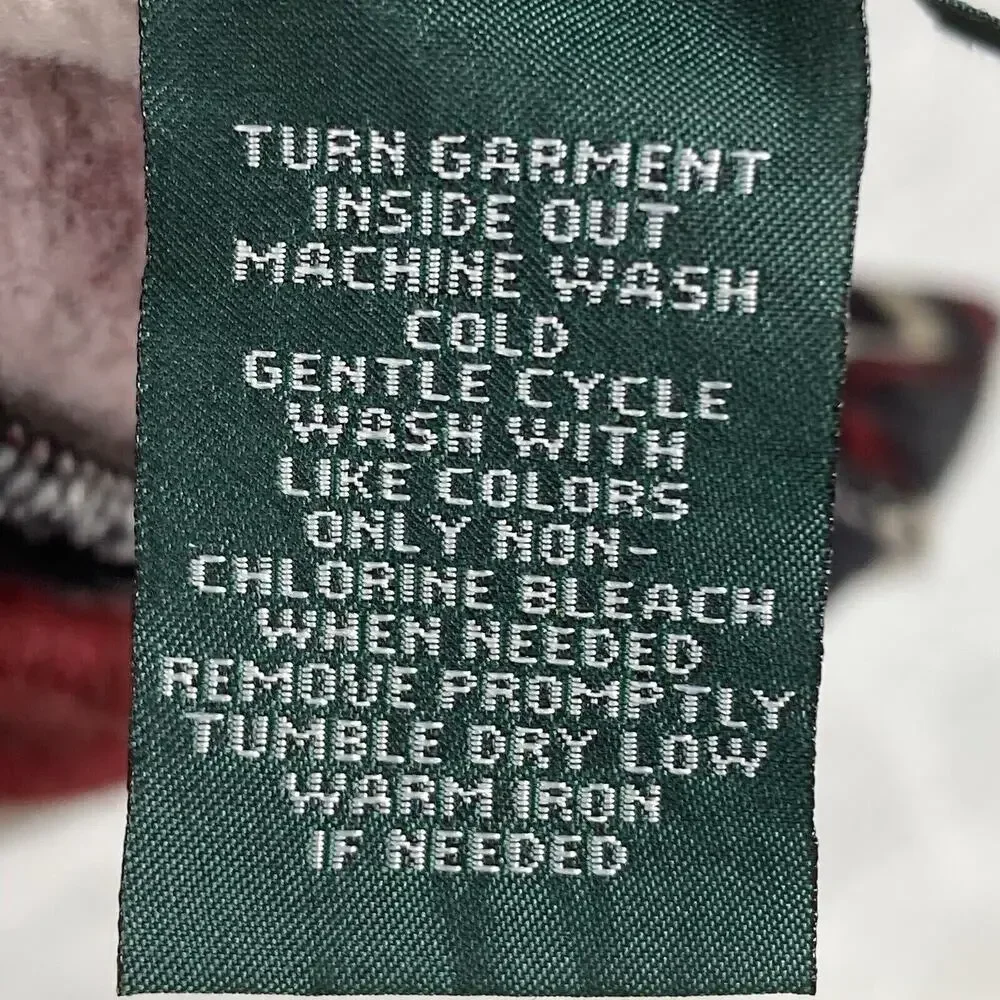 TURN GARMENT
INSIDE OUT
MACHINE WASH
COLD
GENTLE CYCLE
WASH WITH
LIKE COLORS
ONLY NON-
CHLORINE BLEACH
WHEN NEEDED
REMOVE PROMPTLY
TUMBLE DRY LOW
WARM IRON
IF NEEDED